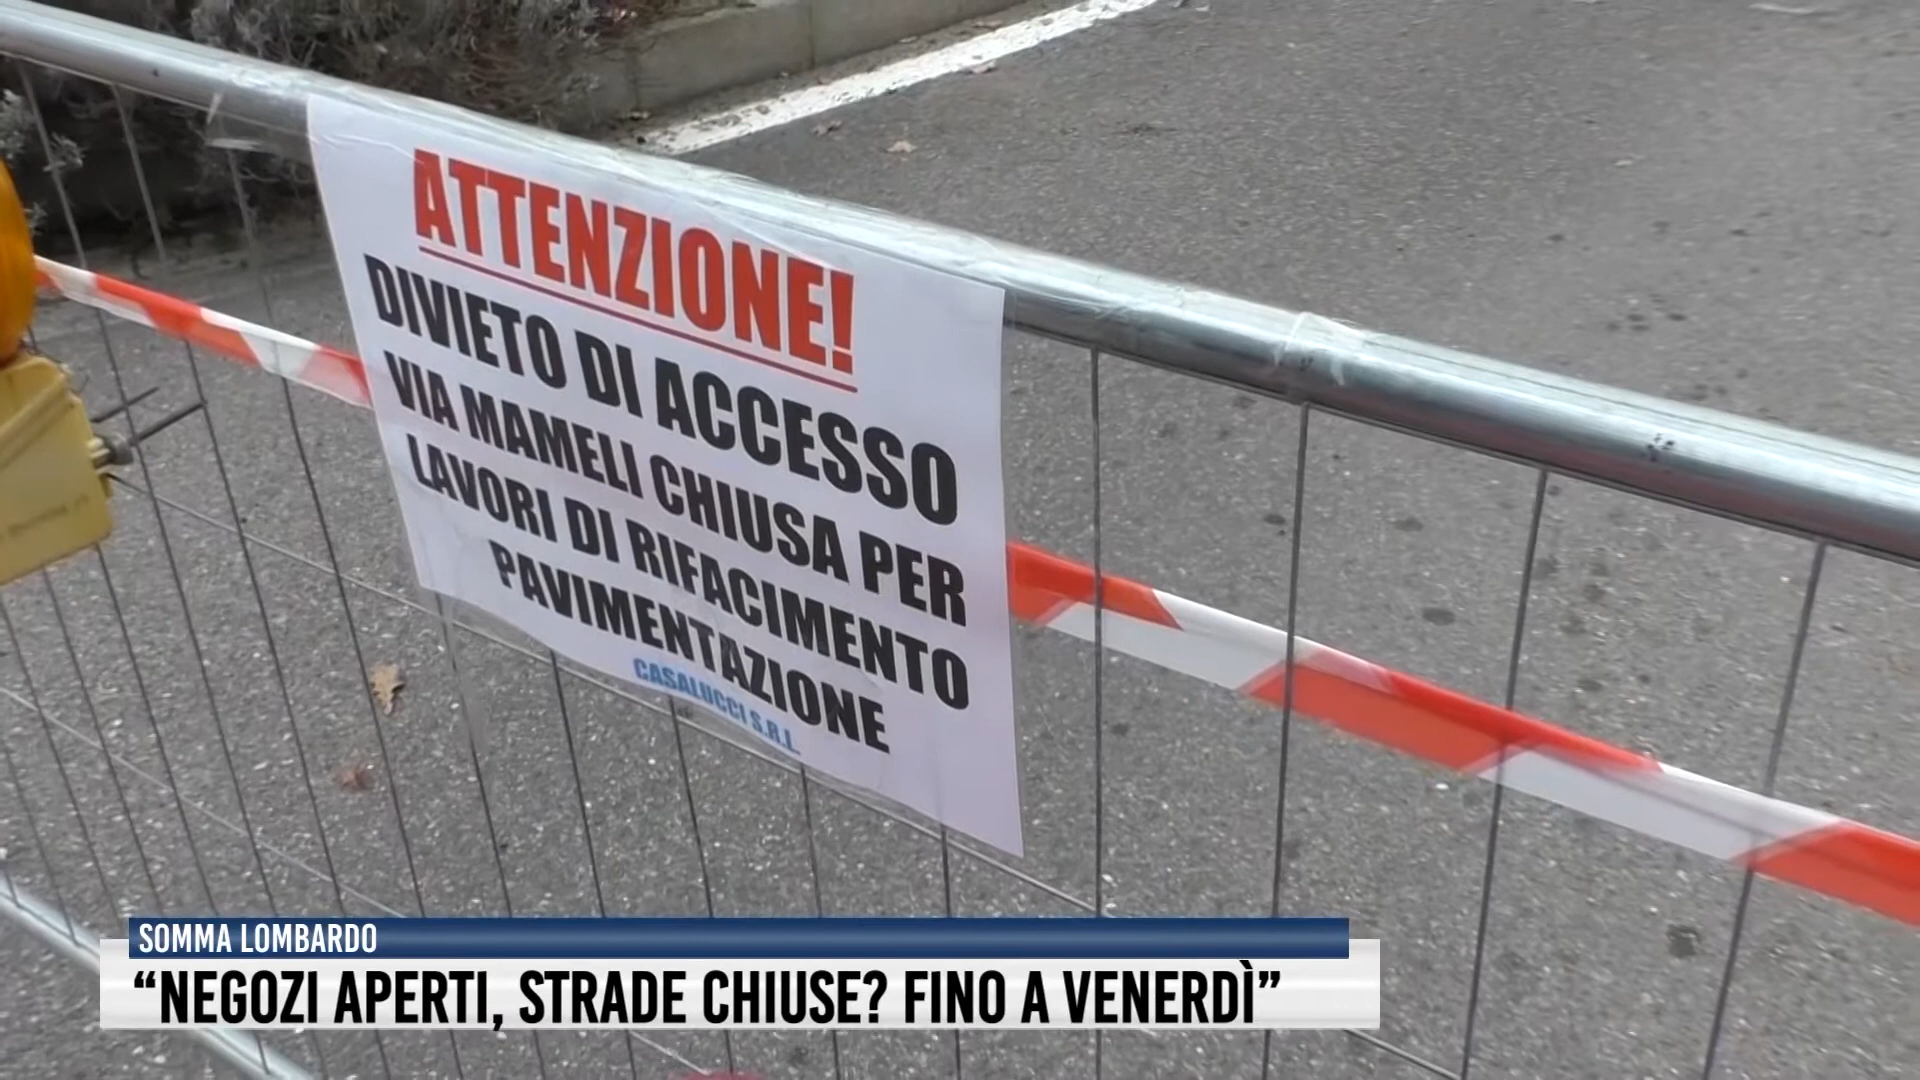 ATTENZIONE!
DIVIETO DI ACCESSO
VIA MAMELI CHIUSA PER
LAVORI DI RIFACIMENTO
PAVIMENTAZIONE
CASALUCCI S.R.L.
SOMMA LOMBARDO
“NEGOZI APERTI, STRADE CHIUSE? FINO A VENERDÌ”